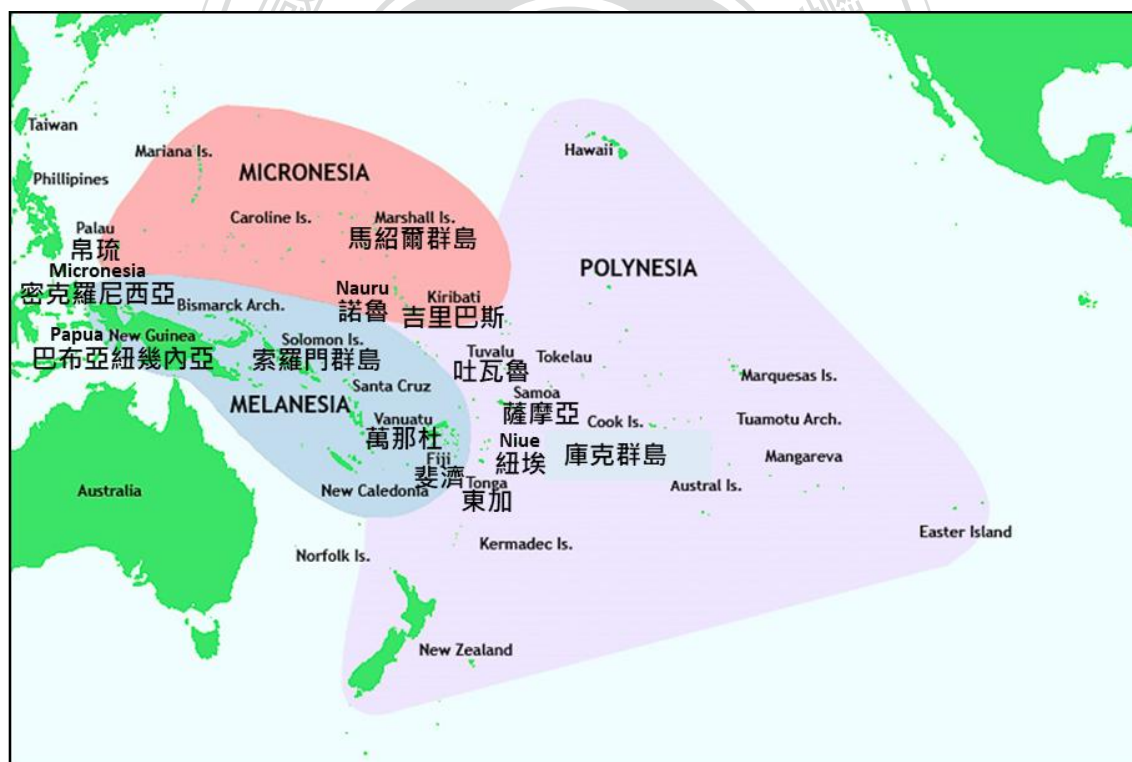 Taiwan
Mariana Is.
MICRONESIA
Hawaii
Phillipines
Caroline Is.
Marshall Is.
馬紹爾群島
Palau
帛琉
Micronesia
密克羅尼西亞
POLYNESIA
Bismarck Arch.
Nauru
諾魯
Kiribati
吉里巴斯
Papua New Guinea
巴布亞紐幾內亞
Solomon Is.
索羅門群島
Tuvalu
吐瓦魯
Tokelau
Santa Cruz
Marquesas Is.
MELANESIA
Samoa
薩摩亞
Vanuatu
萬那杜
Cook Is.
庫克群島
Tuamotu Arch.
Niue
紐埃
Fiji
斐濟
Mangareva
Australia
New Caledonia
Tonga
東加
Austral Is.
Easter Island
Norfolk Is.
Kermadec Is.
New Zealand